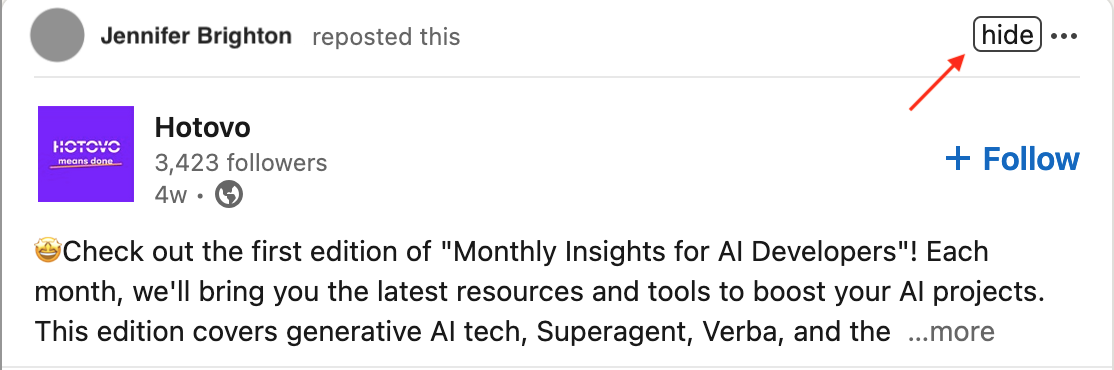 Jennifer Brighton reposted this hide •••
HOTOVO
means done
Hotovo
3,423 followers
+ Follow
4w •
🤩Check out the first edition of "Monthly Insights for AI Developers"! Each
month, we'll bring you the latest resources and tools to boost your AI projects.
This edition covers generative AI tech, Superagent, Verba, and the ...more